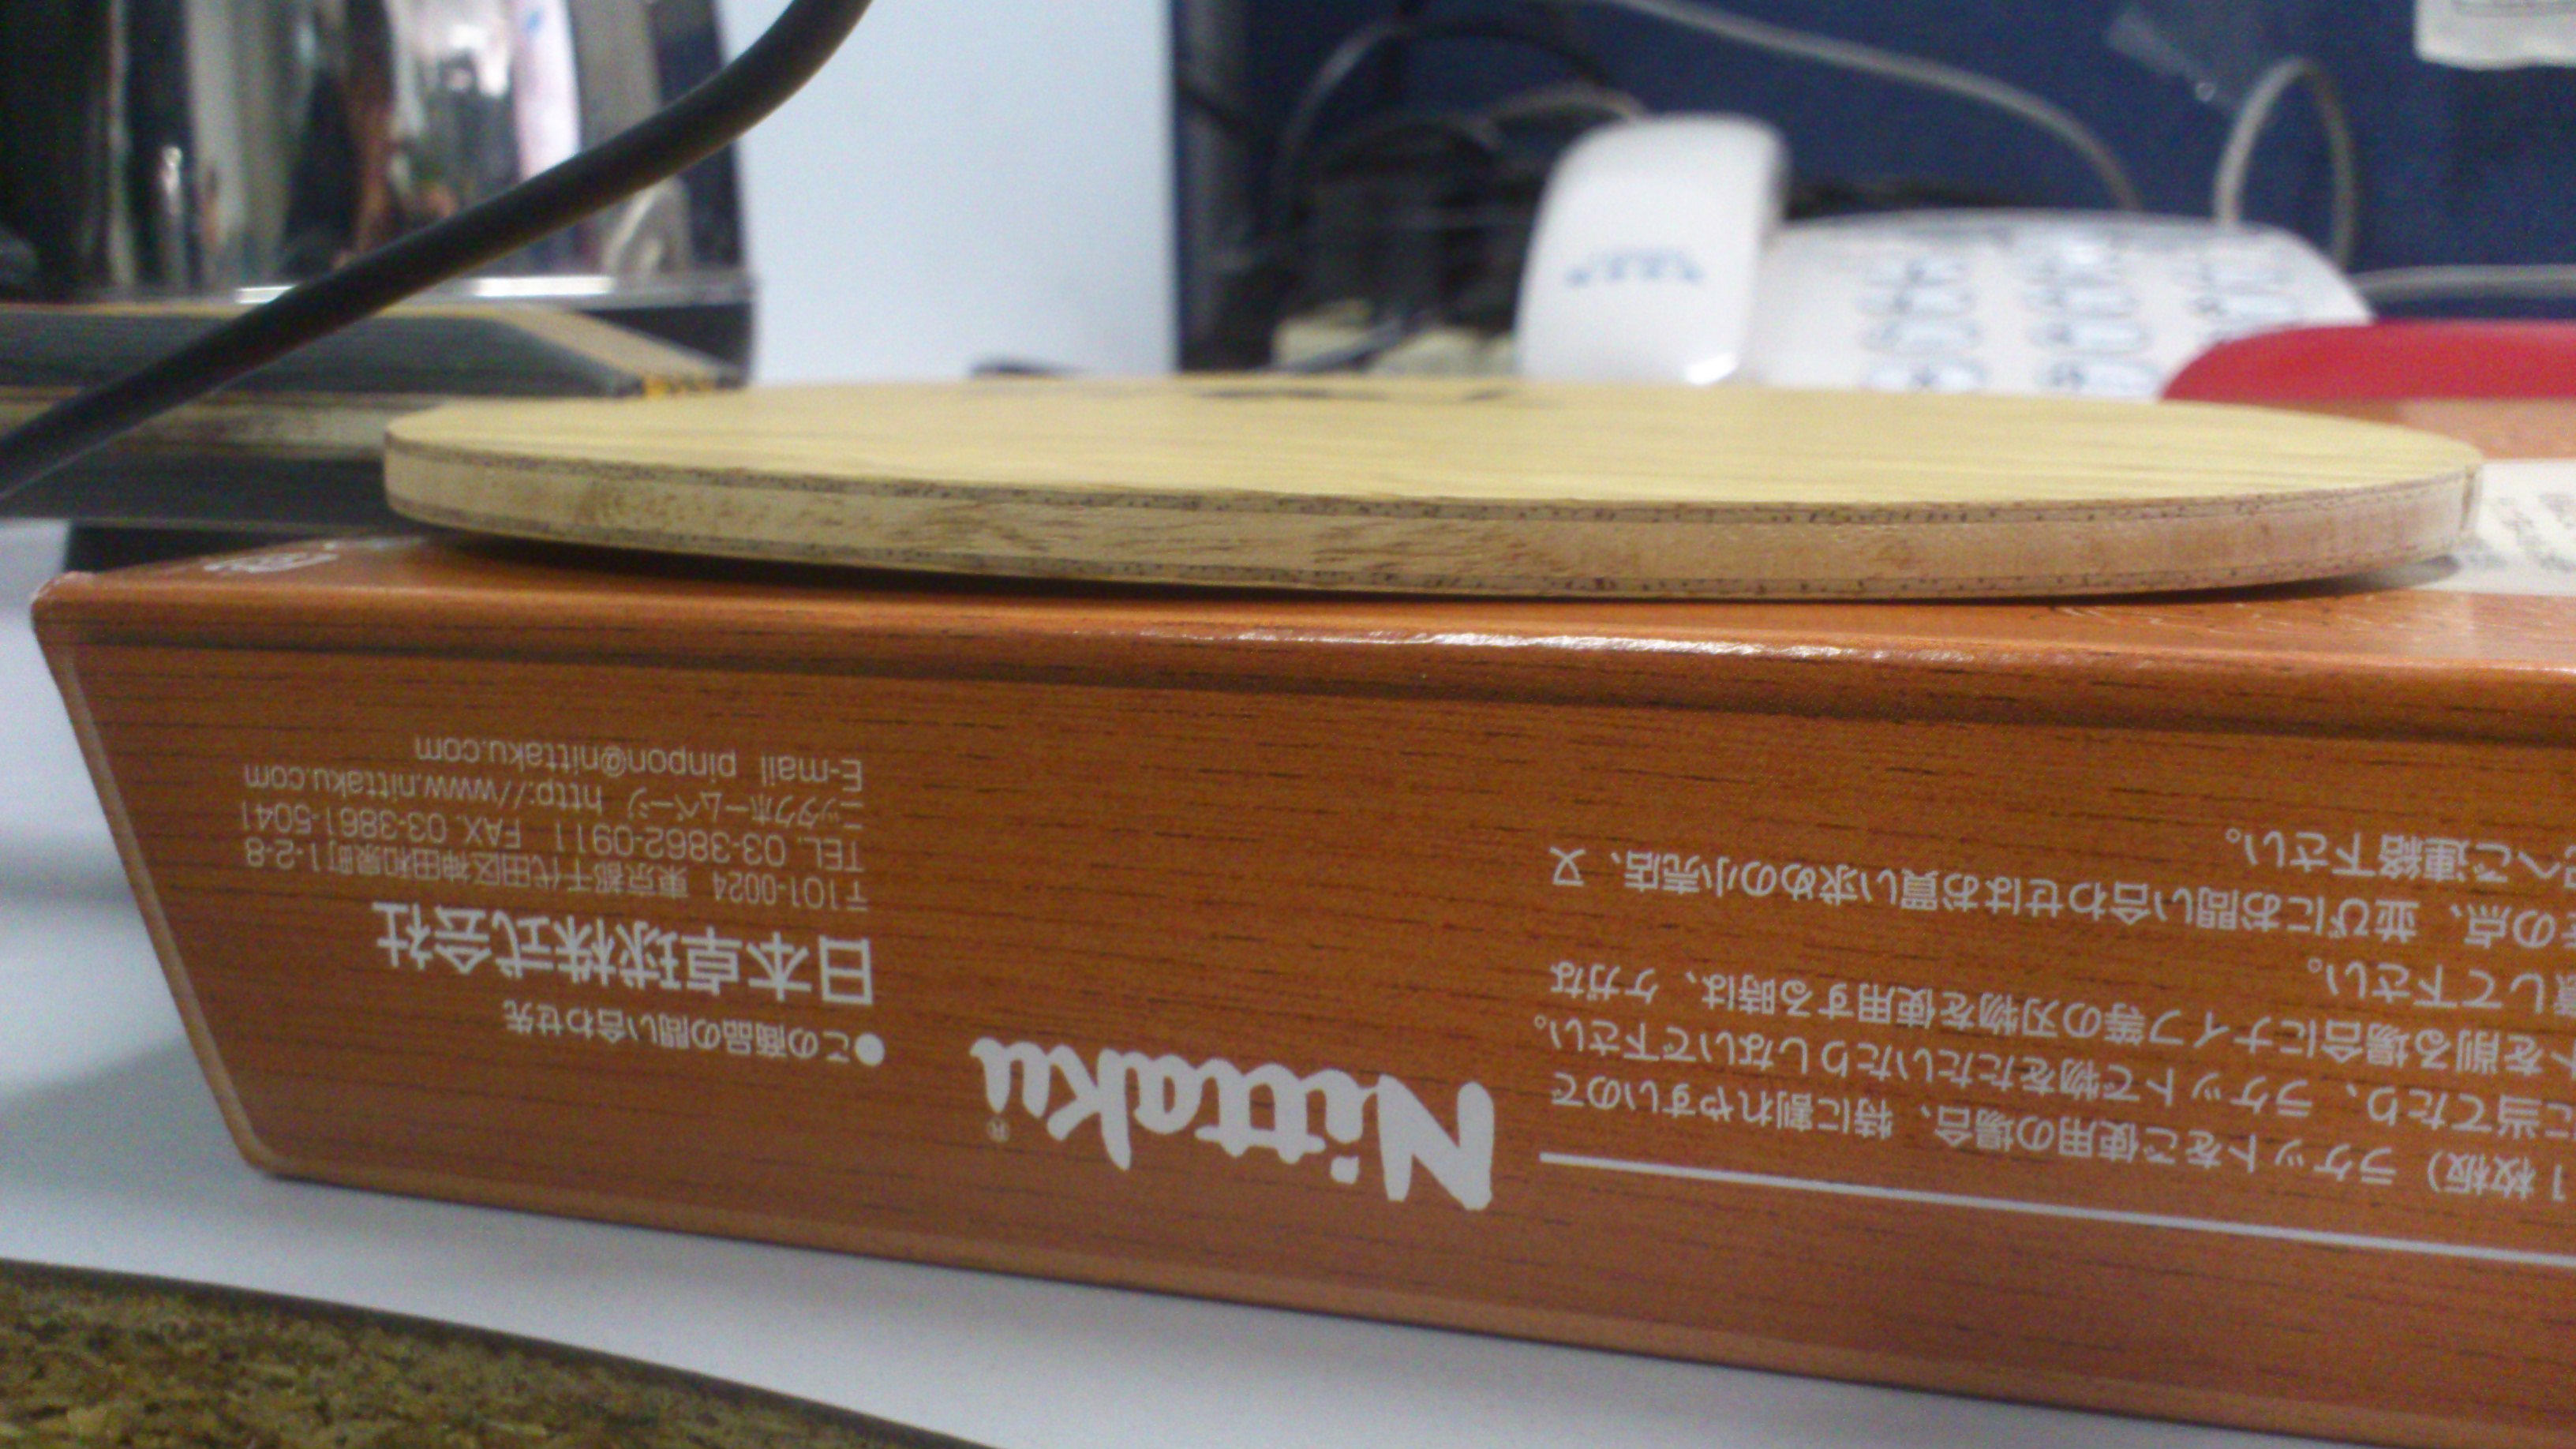 1枚板)ラケットをご使用の場合、特に割れやすいので
に当てたり、ラケットで物をたたいたりしないで下さい。
トを削る場合にナイフ等の刃物を使用する時は、ケガな
意して下さい。
の点、並びにお問い合わせはお買い求めの小売店、又
へご連絡下さい。
Nittaku®
●この商品の問い合わせ先
日本卓球株式会社
〒101-0024 東京都千代田区神田和泉町1-2-8
TEL. 03-3862-0911 FAX. 03-3861-5041
ニッタクホームページ http://www.nittaku.com
E-mail pinpon@nittaku.com